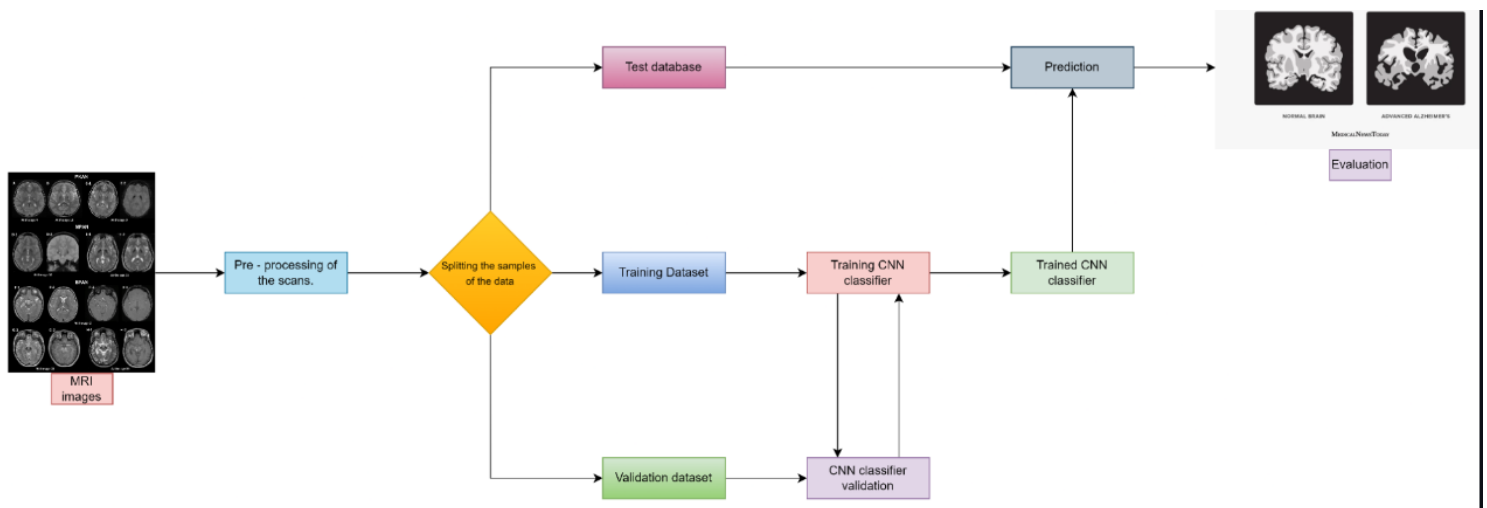 Test database
Prediction
NORMAL BRAIN
ADVANCED ALZHEIMER'S
MEDICALNEWSTODAY
Evaluation
MRI
images
Pre - processing of
the scans.
Splitting the samples
of the data
Training Dataset
Training CNN
classifier
Trained CNN
classifier
Validation dataset
CNN classifier
validation